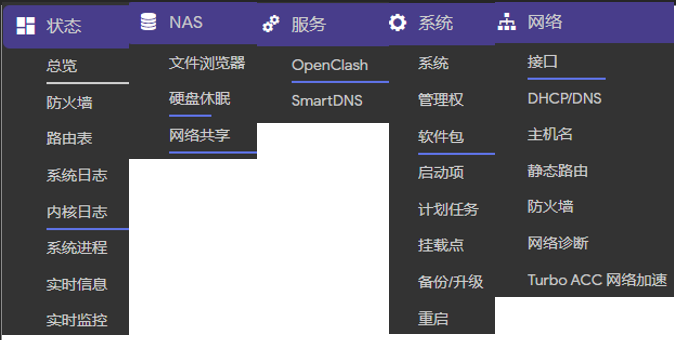 状态
总览
防火墙
路由表
系统日志
内核日志
系统进程
实时信息
实时监控
NAS
文件浏览器
硬盘休眠
网络共享
服务
OpenClash
SmartDNS
系统
系统
管理权
软件包
启动项
计划任务
挂载点
备份/升级
重启
网络
接口
DHCP/DNS
主机名
静态路由
防火墙
网络诊断
Turbo ACC 网络加速